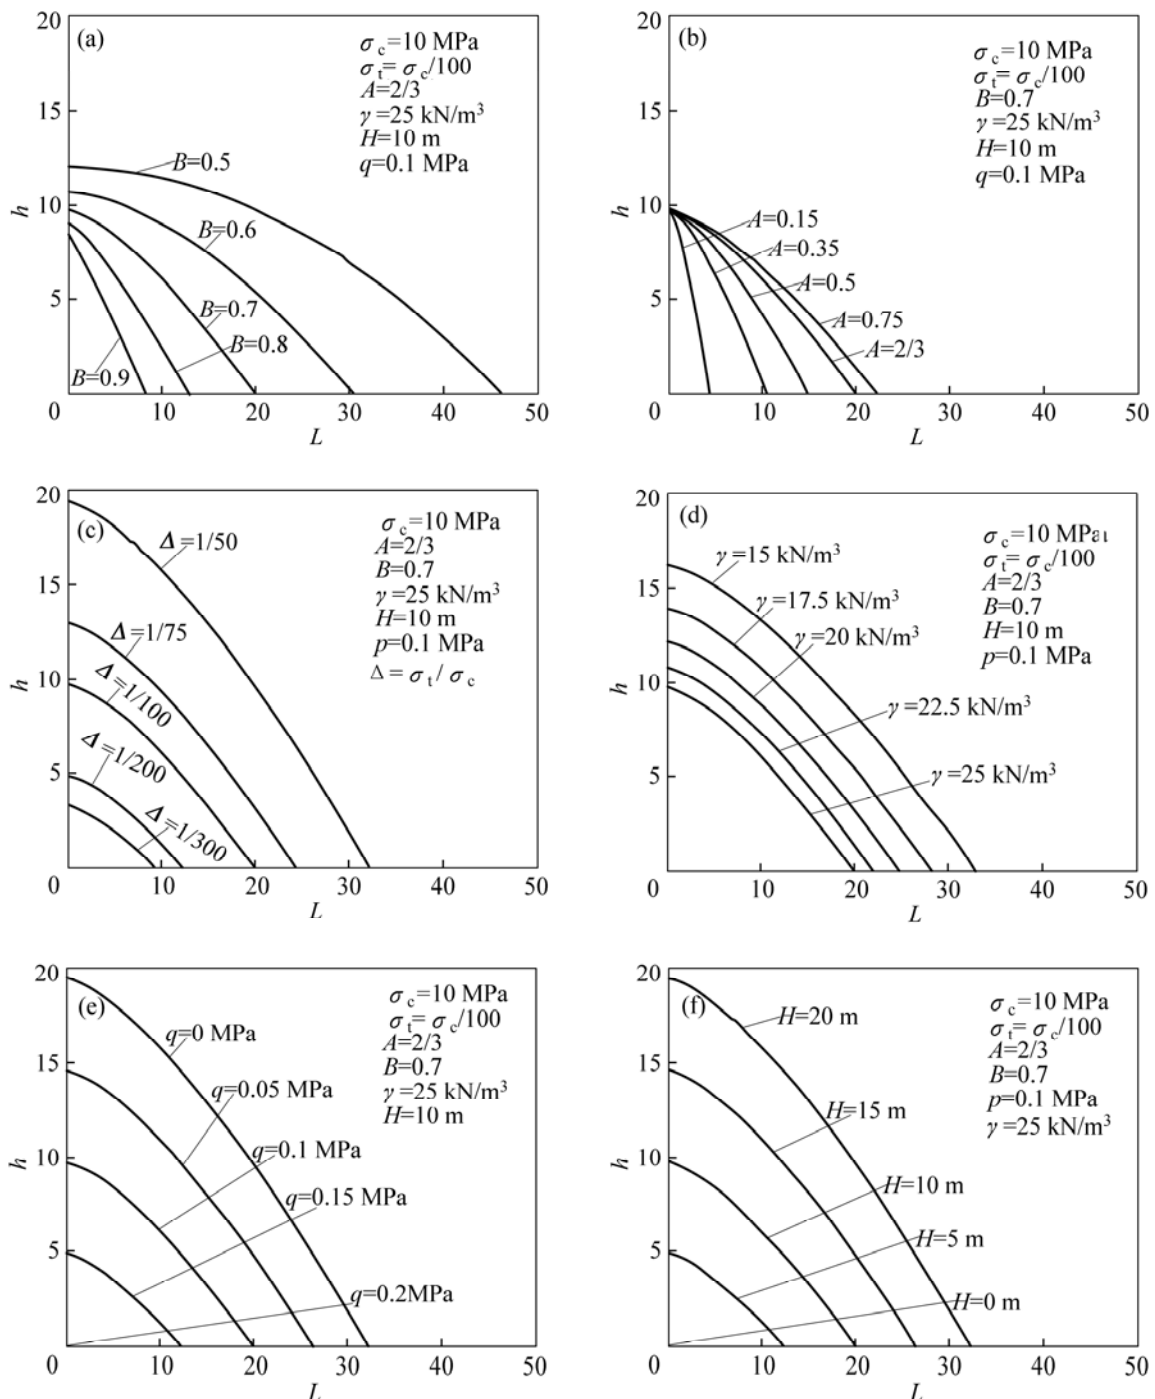 (a)
σc=10 MPa
σt= σc/100
A=2/3
γ=25 kN/m³
H=10 m
q=0.1 MPa
B=0.5
B=0.6
B=0.7
B=0.8
B=0.9
20
15
10
5
0
h
10 20 30 40 50
L
(b)
σc=10 MPa
σt= σc/100
B=0.7
γ=25 kN/m³
H=10 m
q=0.1 MPa
A=0.15
A=0.35
A=0.5
A=0.75
A=2/3
20
15
10
5
0
h
10 20 30 40 50
L
(c)
σc=10 MPa
A=2/3
B=0.7
γ=25 kN/m³
H=10 m
p=0.1 MPa
Δ = σt / σc
Δ=1/50
Δ=1/75
Δ=1/100
Δ=1/200
Δ=1/300
20
15
10
5
0
h
10 20 30 40 50
L
(d)
σc=10 MPa
σt= σc/100
A=2/3
B=0.7
H=10 m
p=0.1 MPa
γ=15 kN/m³
γ=17.5 kN/m³
γ=20 kN/m³
γ=22.5 kN/m³
γ=25 kN/m³
20
15
10
5
0
h
10 20 30 40 50
L
(e)
σc=10 MPa
σt= σc/100
A=2/3
B=0.7
γ=25 kN/m³
H=10 m
q=0 MPa
q=0.05 MPa
q=0.1 MPa
q=0.15 MPa
q=0.2MPa
20
15
10
5
0
h
10 20 30 40 50
L
(f)
σc=10 MPa
σt= σc/100
A=2/3
B=0.7
p=0.1 MPa
γ=25 kN/m³
H=20 m
H=15 m
H=10 m
H=5 m
H=0 m
20
15
10
5
0
h
10 20 30 40 50
L